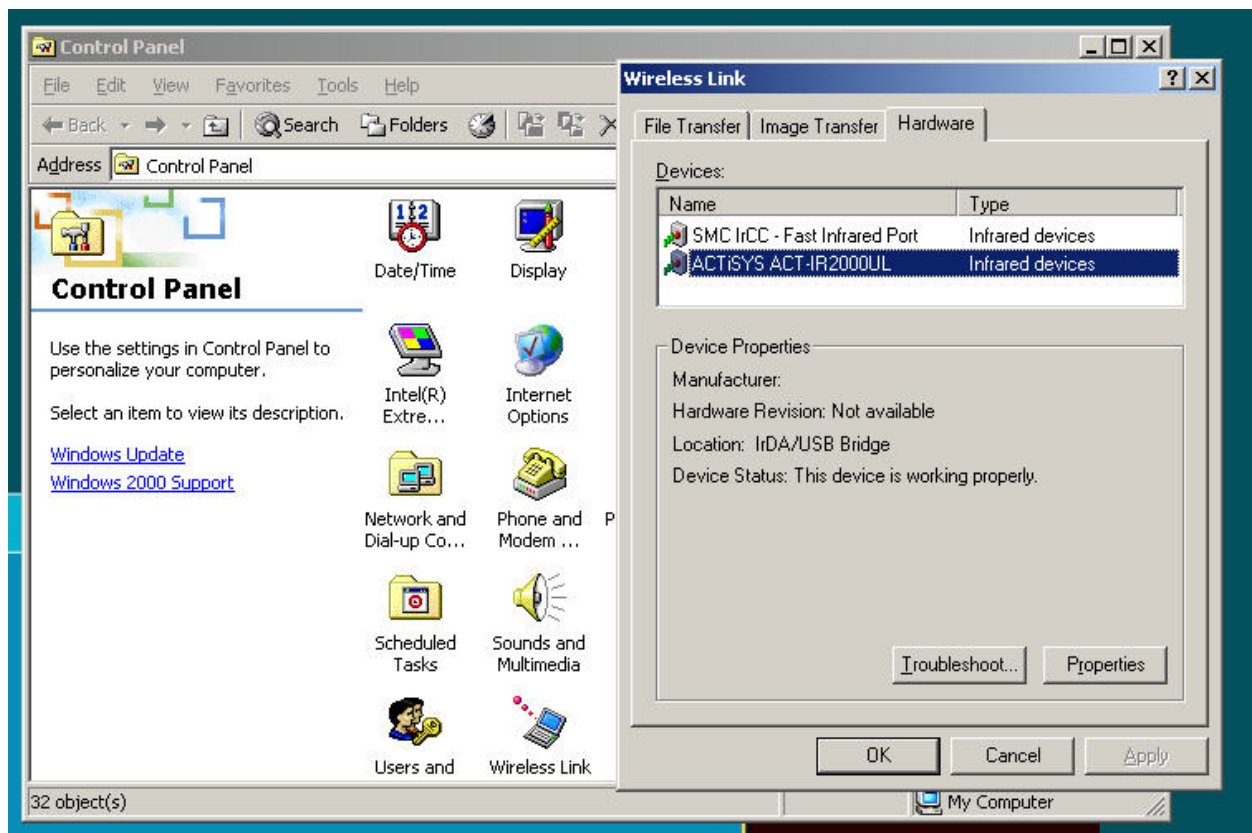 Control Panel
File Edit View Favorites Tools Help
Back Search Folders
Address Control Panel
Control Panel
Use the settings in Control Panel to
personalize your computer.
Select an item to view its description.
Windows Update
Windows 2000 Support
Date/Time
Display
Intel(R)
Extre...
Internet
Options
Network and
Dial-up Co...
Phone and
Modem ...
P
Scheduled
Tasks
Sounds and
Multimedia
Users and
Wireless Link
32 object(s)
My Computer
Wireless Link
File Transfer Image Transfer Hardware
Devices:
Name Type
SMC IrCC - Fast Infrared Port Infrared devices
ACTiSYS ACT-IR2000UL Infrared devices
Device Properties
Manufacturer:
Hardware Revision: Not available
Location: IrDA/USB Bridge
Device Status: This device is working properly.
Troubleshoot... Properties
OK Cancel Apply